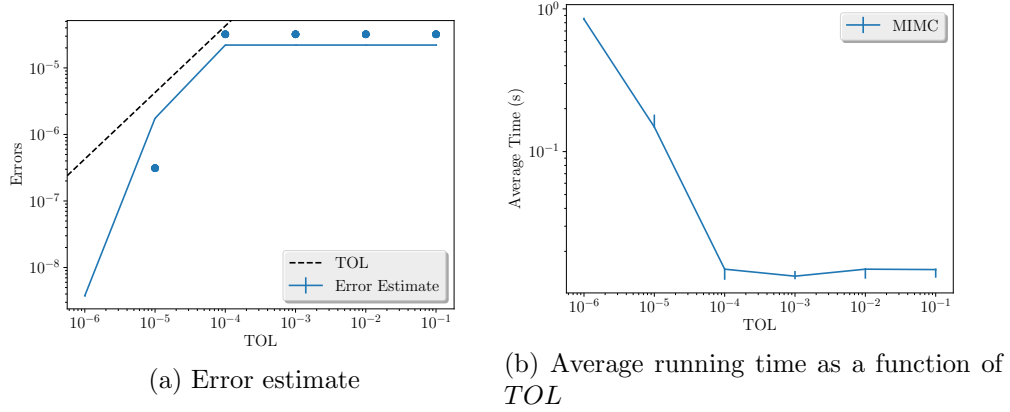 10⁻⁵
10⁻⁶
10⁻⁷
10⁻⁸
Errors
10⁻⁶ 10⁻⁵ 10⁻⁴ 10⁻³ 10⁻² 10⁻¹
TOL
TOL
Error Estimate
(a) Error estimate
10⁰
10⁻¹
Average Time (s)
MIMC
10⁻⁶ 10⁻⁵ 10⁻⁴ 10⁻³ 10⁻² 10⁻¹
TOL
(b) Average running time as a function of
TOL